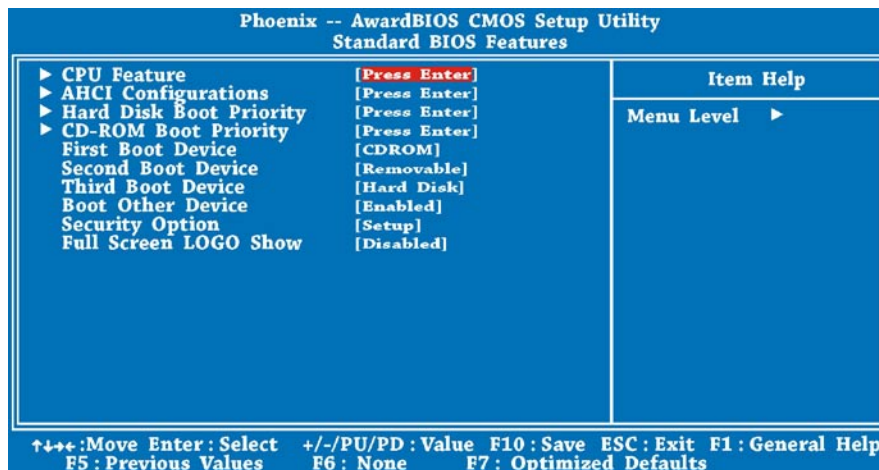 Phoenix -- AwardBIOS CMOS Setup Utility
Standard BIOS Features
▶ CPU Feature [Press Enter]
▶ AHCI Configurations [Press Enter]
▶ Hard Disk Boot Priority [Press Enter]
▶ CD-ROM Boot Priority [Press Enter]
First Boot Device [CDROM]
Second Boot Device [Removable]
Third Boot Device [Hard Disk]
Boot Other Device [Enabled]
Security Option [Setup]
Full Screen LOGO Show [Disabled]
Item Help
Menu Level ▶
↑↓→←:Move Enter:Select +/-/PU/PD:Value F10:Save ESC:Exit F1:General Help
F5:Previous Values F6: None F7: Optimized Defaults